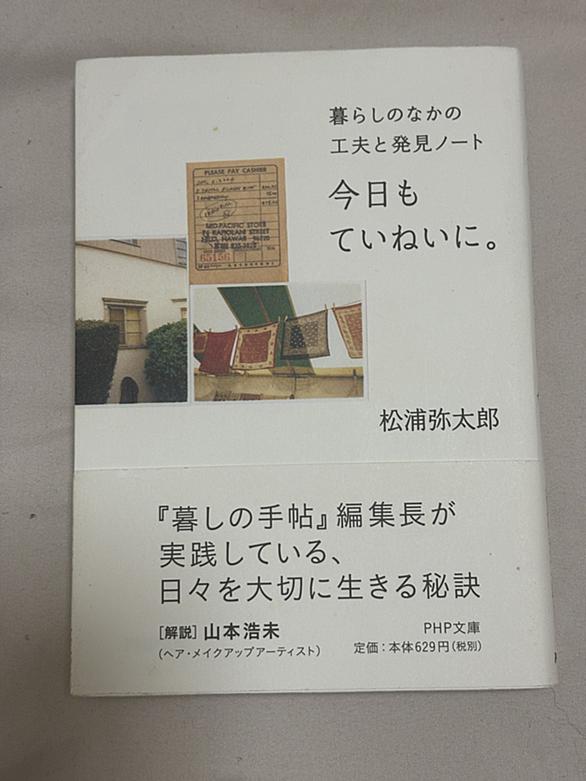 暮らしのなかの
工夫と発見ノート
今日も
ていねいに。
PLEASE PAY CASHIER
MID-PACIFIC STORE
65156
松浦弥太郎
『暮しの手帖』編集長が
実践している、
日々を大切に生きる秘訣
[解説] 山本浩未
(ヘア・メイクアップアーティスト)
PHP文庫
定価:本体629円(税別)